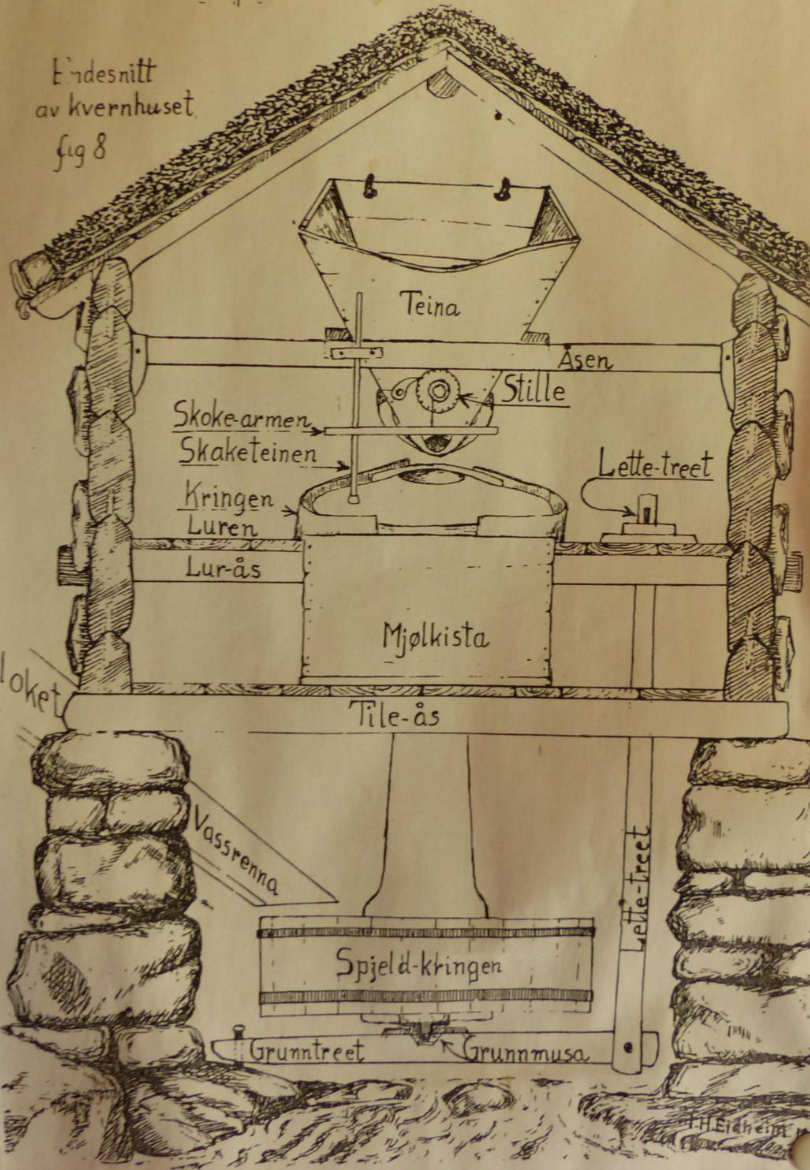 Endesnitt
av kvernhuset.
fig 8
Teina
Åsen
Stille
Skoke-armen
Skaketeinen
Lette-treet
Kringen
Luren
Lur-ås
Mjølkista
loket
Tile-ås
Vassrenna
Lette-treet
Spjeld-kringen
Grunntreet
Grunnmusa
H Eidheim